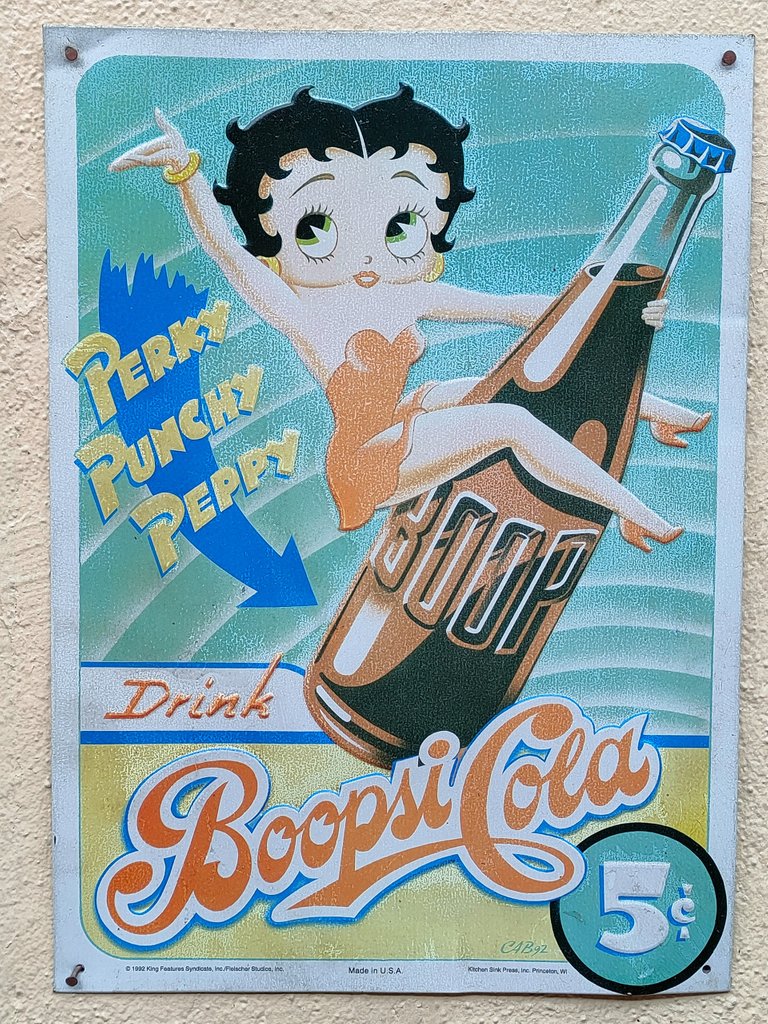 PERKY
PUNCHY
PEPPY
BOOP
Drink
Boopsi Cola
5¢
CAB92
© 1992 King Features Syndicate, Inc./Fleischer Studios, Inc.
Made in U.S.A.
Kitchen Sink Press, Inc. Princeton, WI